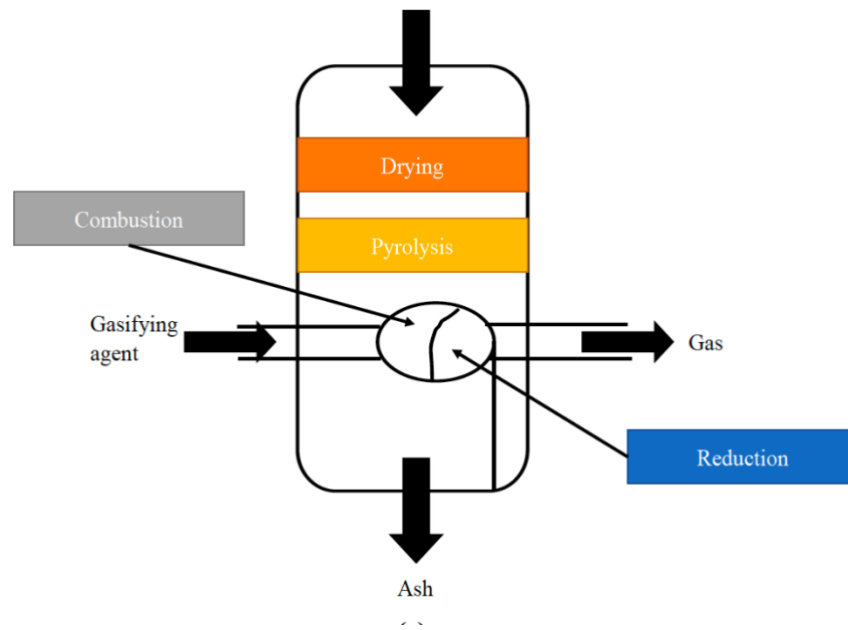 Drying
Combustion
Pyrolysis
Gasifying
agent
Gas
Reduction
Ash